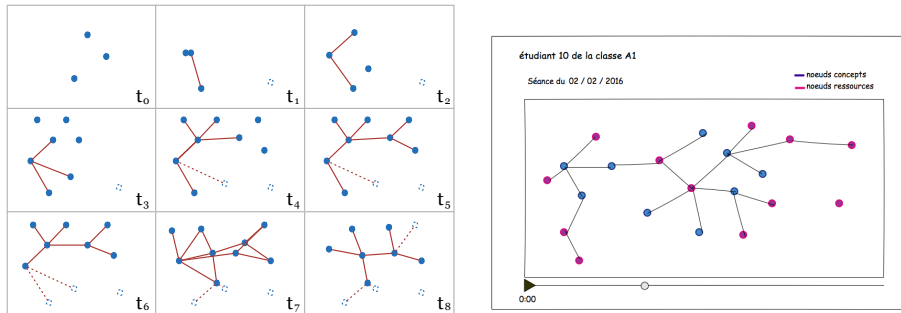 t0
t1
t2
t3
t4
t5
t6
t7
t8
étudiant 10 de la classe A1
Séance du 02 / 02 / 2016
noeuds concepts
noeuds ressources
0:00